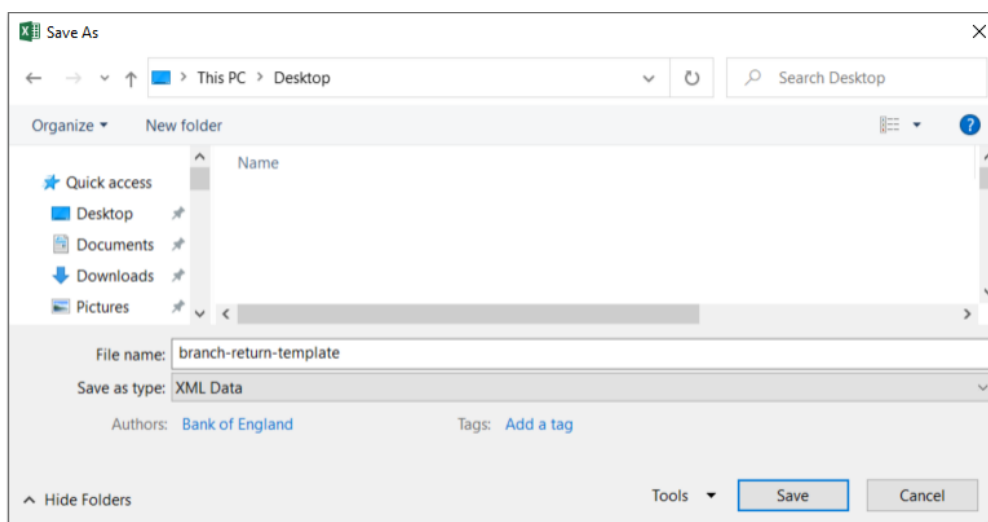 Save As
This PC > Desktop
Search Desktop
Organize
New folder
Name
Quick access
Desktop
Documents
Downloads
Pictures
File name: branch-return-template
Save as type: XML Data
Authors: Bank of England Tags: Add a tag
Hide Folders
Tools Save Cancel